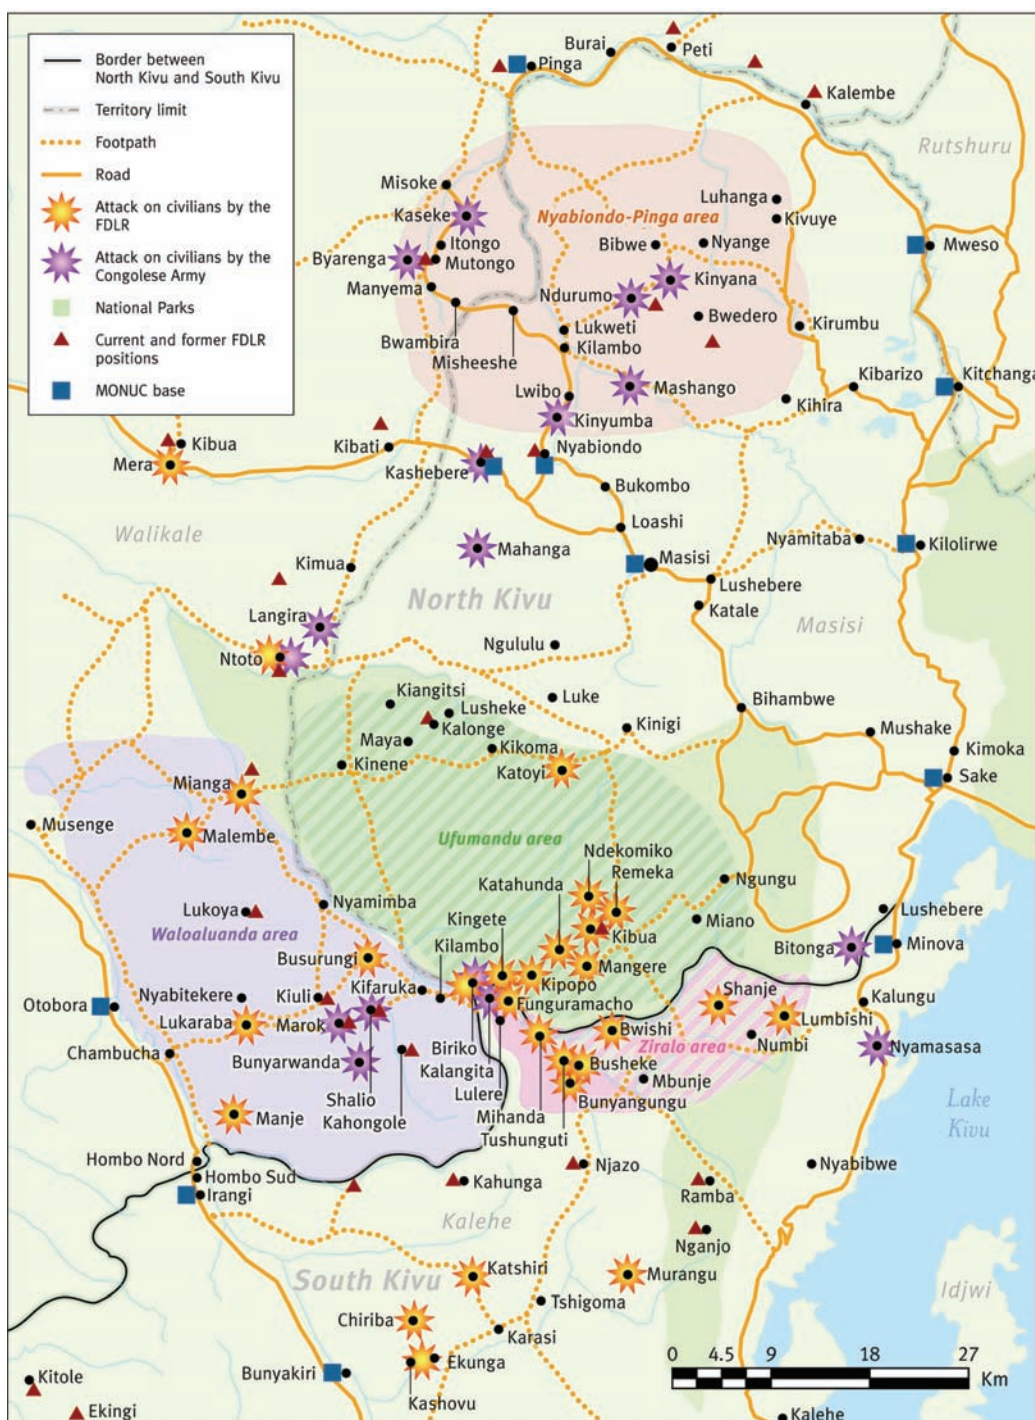 Border between
North Kivu and South Kivu
Territory limit
Footpath
Road
Attack on civilians by the
FDLR
Attack on civilians by the
Congolese Army
National Parks
Current and former FDLR
positions
MONUC base
Burai
Peti
Pinga
Kalembe
Rutshuru
Misoke
Luhanga
Kaseke
Nyabiondo-Pinga area
Kivuye
Itongo
Bibwe
Nyange
Mweso
Byarenga
Mutongo
Kinyana
Manyema
Ndurumo
Bwedero
Kirumbu
Bwambira
Lukweti
Misheeshe
Kilambo
Kibarizo
Kitchanga
Lwibo
Mashango
Kihira
Kinyumba
Kibua
Kibati
Nyabiondo
Mera
Kashebere
Bukombo
Walikale
Loashi
Nyamitaba
Kilolirwe
Mahanga
Kimua
Masisi
Lushebere
North Kivu
Katale
Langira
Masisi
Ntoto
Ngululu
Kiangitsi
Luke
Lusheke
Bihambwe
Kalonge
Kinigi
Mushake
Maya
Kikoma
Kimoka
Kinene
Katoyi
Sake
Mianga
Musenge
Malembe
Ufumandu area
Ndekomiko
Remeka
Katahunda
Ngungu
Lukoya
Nyamimba
Kingete
Miano
Lushebere
Waloaluanda area
Kilambo
Kibua
Bitonga
Minova
Busurungi
Mangere
Kifaruka
Kipopo
Otobora
Nyabitekere
Kiuli
Funguramacho
Shanje
Kalungu
Lukaraba
Marok
Bwishi
Lumbishi
Chambucha
Biriko
Ziralo area
Numbi
Nyamasasa
Bunyarwanda
Kalangita
Busheke
Shalio
Lulere
Mbunje
Kahongole
Bunyangungu
Manje
Mihanda
Tushunguti
Lake
Kivu
Hombo Nord
Njazo
Nyabibwe
Hombo Sud
Kahunga
Ramba
Irangi
Kalehe
Nganjo
Katshiri
Murangu
South Kivu
Idjwi
Tshigoma
Chiriba
Karasi
Ekunga
0 4.5 9 18 27
Km
Kitole
Bunyakiri
Kashovu
Ekingi
Kalehe